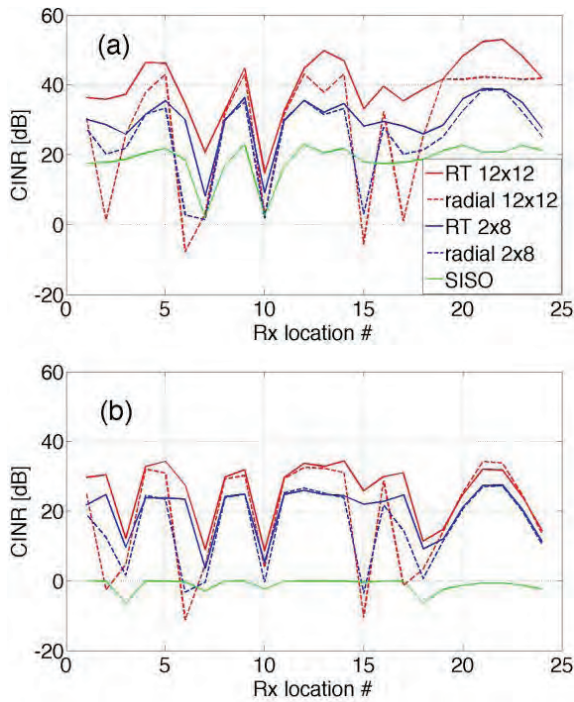 60
(a)
40
CINR [dB]
20
0
-20
RT 12x12
radial 12x12
RT 2x8
radial 2x8
SISO
0 5 10 15 20 25
Rx location #
60
(b)
40
CINR [dB]
20
0
-20
0 5 10 15 20 25
Rx location #